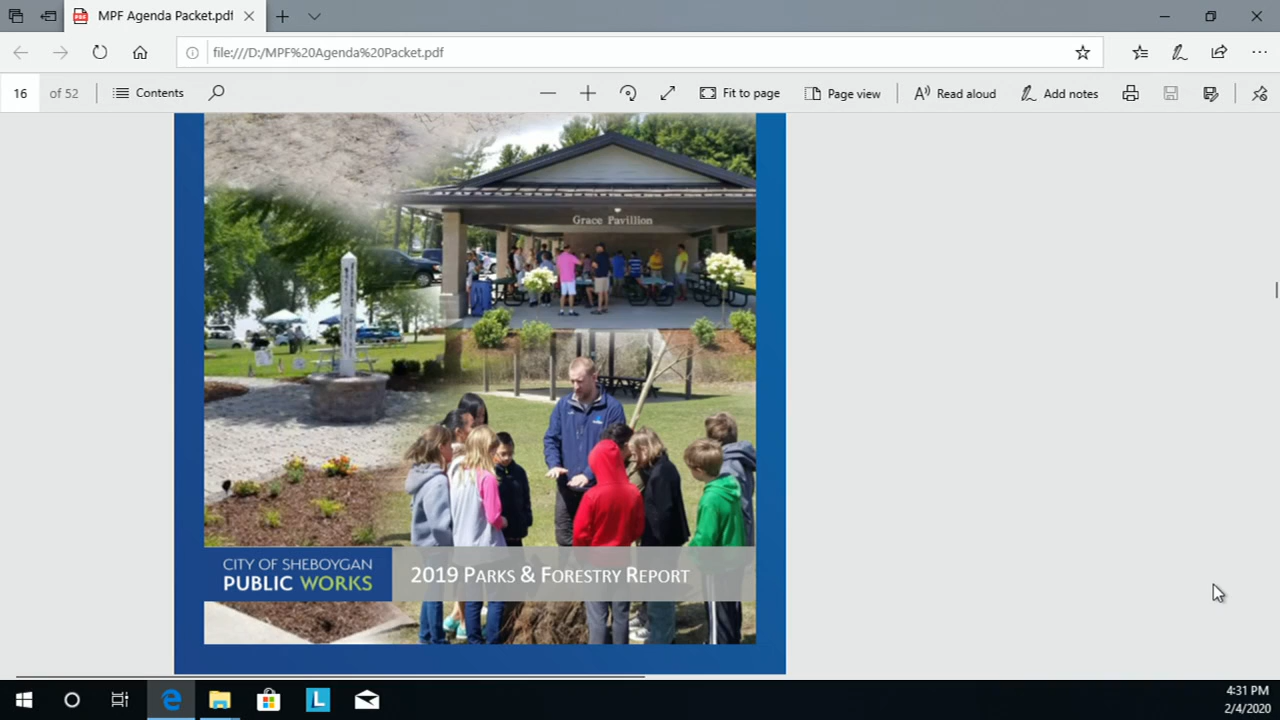 MPF Agenda Packet.pdf
file:///D:/MPF%20Agenda%20Packet.pdf
16 of 52 Contents Fit to page Page view Read aloud Add notes
Grace Pavillion
CITY OF SHEBOYGAN
PUBLIC WORKS
2019 PARKS & FORESTRY REPORT
4:31 PM
2/4/2020